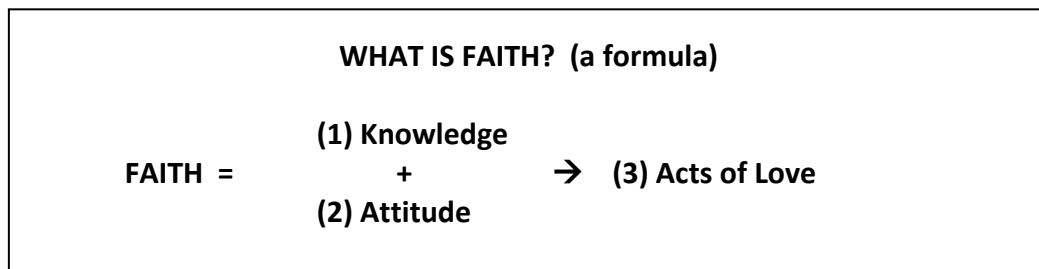 WHAT IS FAITH? (a formula)
(1) Knowledge
FAITH = + → (3) Acts of Love
(2) Attitude